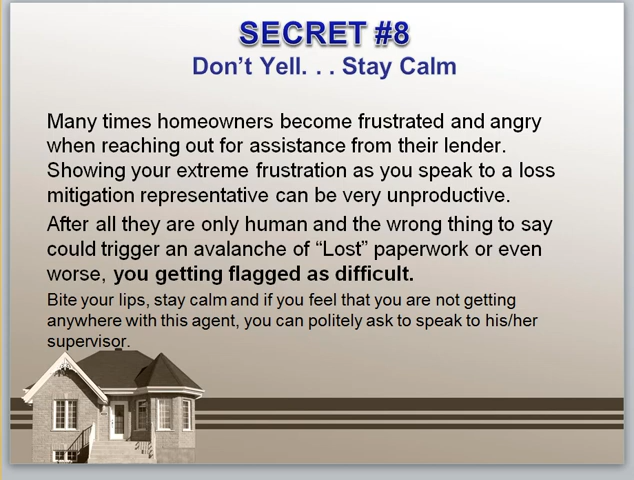 SECRET #8
Don't Yell. . . Stay Calm
Many times homeowners become frustrated and angry
when reaching out for assistance from their lender.
Showing your extreme frustration as you speak to a loss
mitigation representative can be very unproductive.
After all they are only human and the wrong thing to say
could trigger an avalanche of “Lost” paperwork or even
worse, you getting flagged as difficult.
Bite your lips, stay calm and if you feel that you are not getting
anywhere with this agent, you can politely ask to speak to his/her
supervisor.